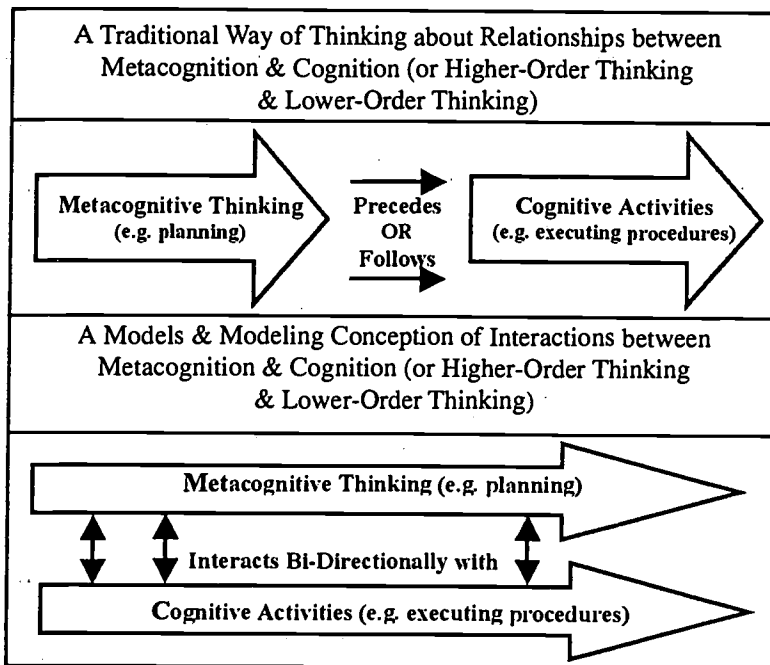 A Traditional Way of Thinking about Relationships between
Metacognition & Cognition (or Higher-Order Thinking
& Lower-Order Thinking)
Metacognitive Thinking
(e.g. planning)
Precedes
OR
Follows
Cognitive Activities
(e.g. executing procedures)
A Models & Modeling Conception of Interactions between
Metacognition & Cognition (or Higher-Order Thinking
& Lower-Order Thinking)
Metacognitive Thinking (e.g. planning)
Interacts Bi-Directionally with
Cognitive Activities (e.g. executing procedures)